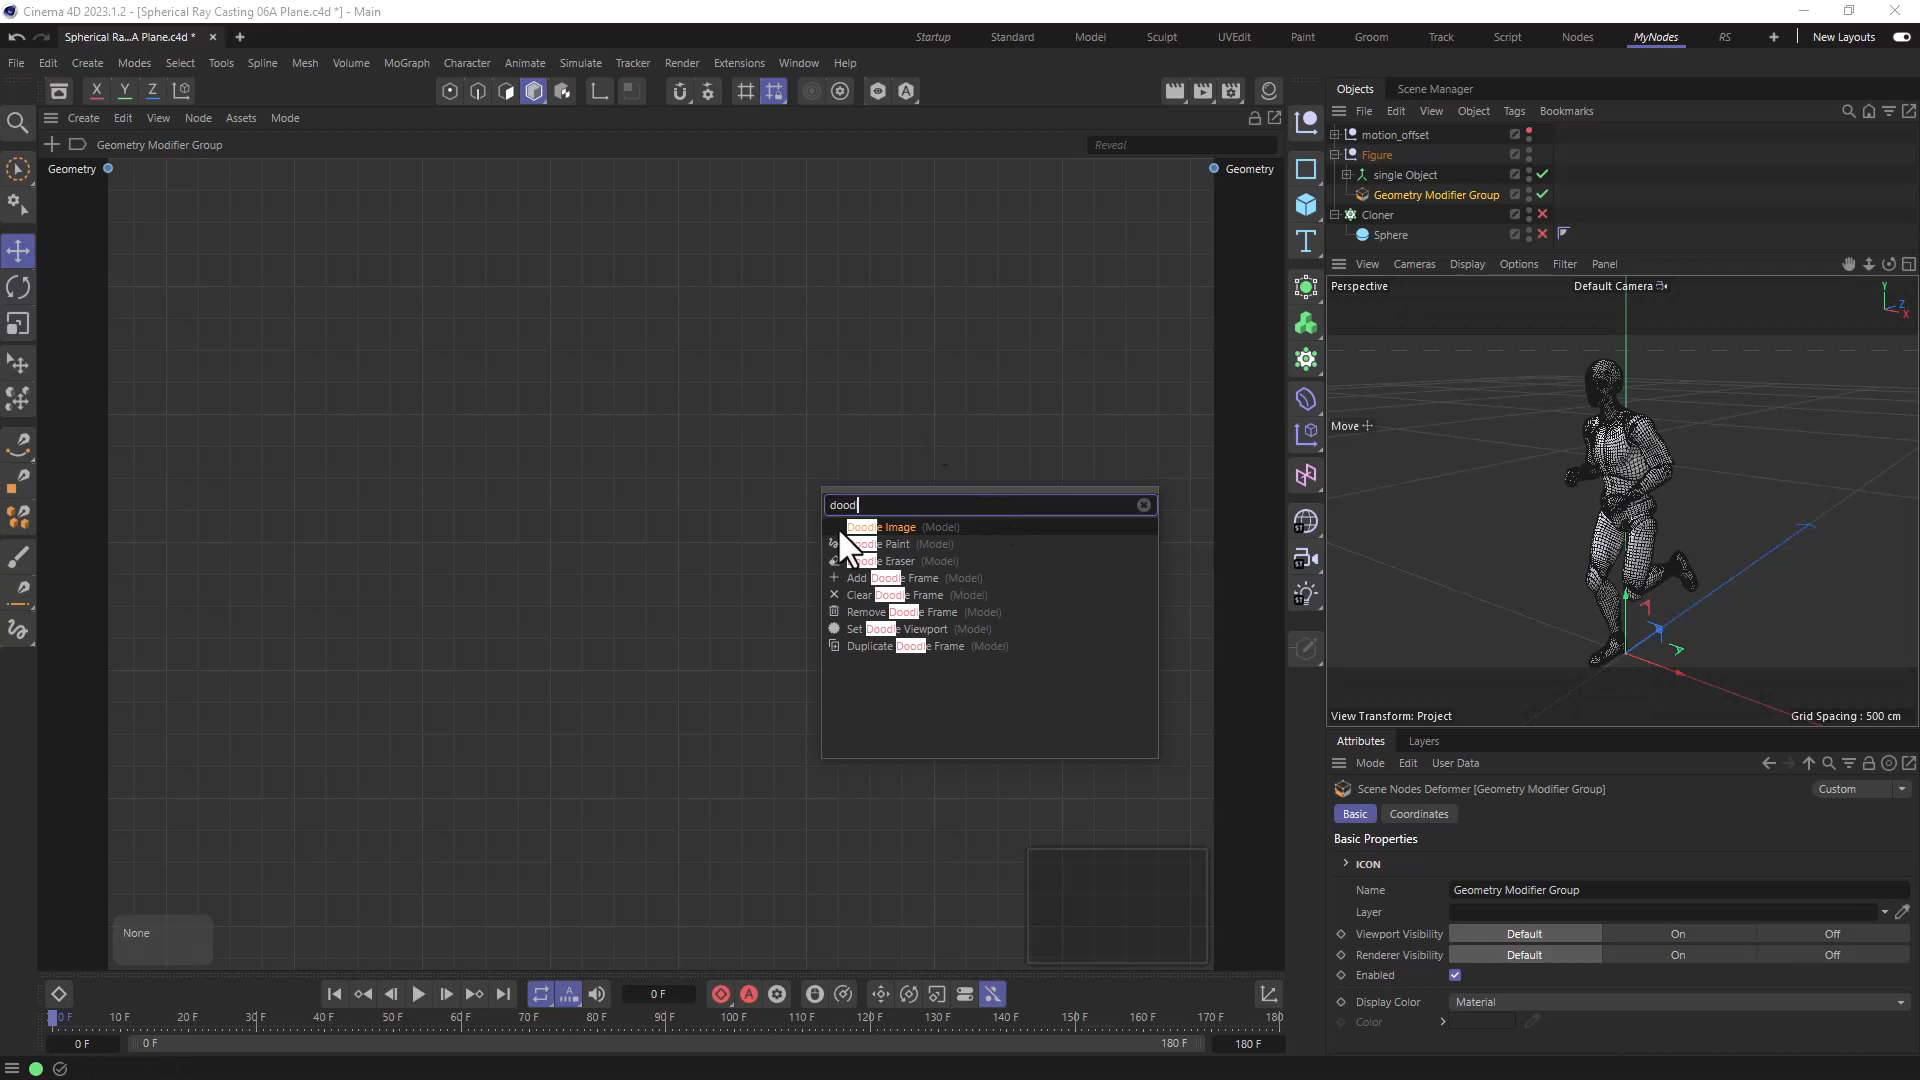 Cinema 4D 2023.1.2 - [Spherical Ray Casting 06A Plane.c4d *] - Main
Spherical Ra...A Plane.c4d *
Startup Standard Model Sculpt UVEdit Paint Groom Track Script Nodes MyNodes RS New Layouts
File Edit Create Modes Select Tools Spline Mesh Volume MoGraph Character Animate Simulate Tracker Render Extensions Window Help
X Y Z
Objects Scene Manager
File Edit View Object Tags Bookmarks
Create Edit View Node Assets Mode
Geometry Modifier Group
Reveal
Geometry
Geometry
motion_offset
Figure
single Object
Geometry Modifier Group
Cloner
Sphere
View Cameras Display Options Filter Panel
Perspective
Default Camera
Y
Z
X
Move
View Transform: Project
Grid Spacing : 500 cm
dood
Doodle Image (Model)
Paint (Model)
Eraser (Model)
Add Doodle Frame (Model)
Clear Doodle Frame (Model)
Remove Doodle Frame (Model)
Set Doodle Viewport (Model)
Duplicate Doodle Frame (Model)
ST
ST
ST
Attributes Layers
Mode Edit User Data
Scene Nodes Deformer [Geometry Modifier Group]
Custom
Basic Coordinates
Basic Properties
ICON
Name Geometry Modifier Group
Layer
Viewport Visibility Default On Off
Renderer Visibility Default On Off
Enabled
Display Color Material
Color
None
0 F
0 F 10 F 20 F 30 F 40 F 50 F 60 F 70 F 80 F 90 F 100 F 110 F 120 F 130 F 140 F 150 F 160 F 170 F 180
0 F 0 F 180 F 180 F